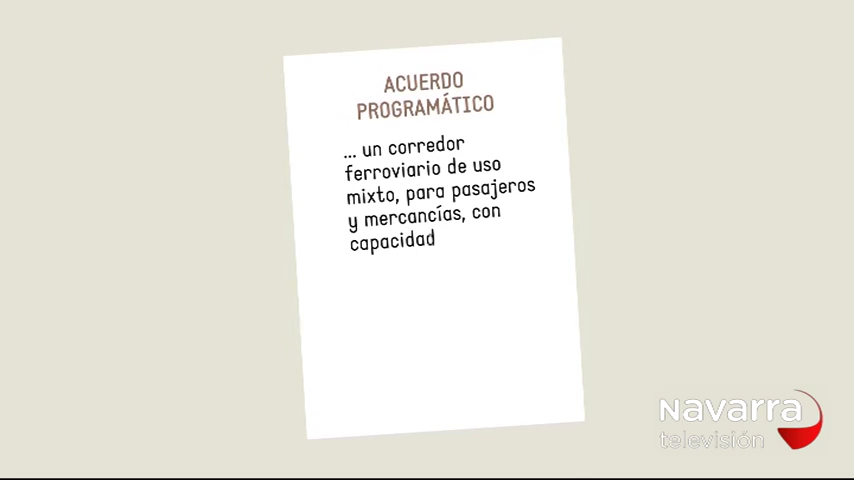 ACUERDO
PROGRAMÁTICO
... un corredor
ferroviario de uso
mixto, para pasajeros
y mercancías, con
capacidad
Navarra
televisión